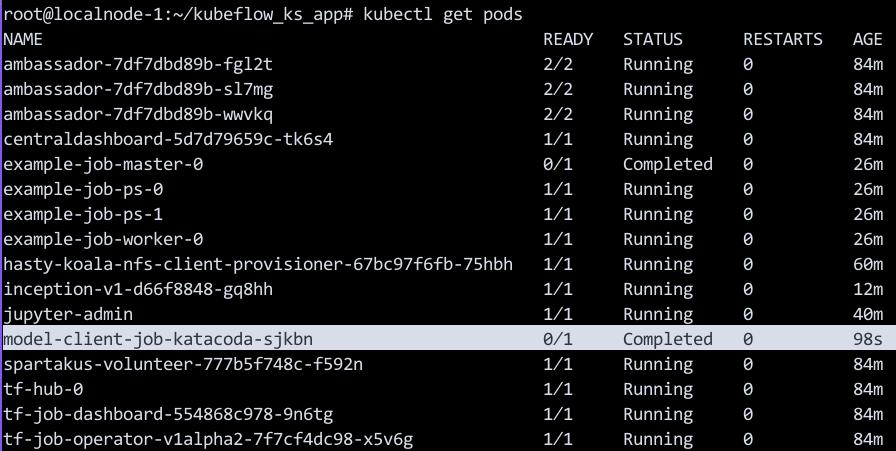 root@localnode-1:~/kubeflow_ks_app# kubectl get pods
NAME READY STATUS RESTARTS AGE
ambassador-7df7dbd89b-fgl2t 2/2 Running 0 84m
ambassador-7df7dbd89b-sl7mg 2/2 Running 0 84m
ambassador-7df7dbd89b-wwvkq 2/2 Running 0 84m
centraldashboard-5d7d79659c-tk6s4 1/1 Running 0 84m
example-job-master-0 0/1 Completed 0 26m
example-job-ps-0 1/1 Running 0 26m
example-job-ps-1 1/1 Running 0 26m
example-job-worker-0 1/1 Running 0 26m
hasty-koala-nfs-client-provisioner-67bc97f6fb-75hbh 1/1 Running 0 60m
inception-v1-d66f8848-gq8hh 1/1 Running 0 12m
jupyter-admin 1/1 Running 0 40m
model-client-job-katacoda-sjkbn 0/1 Completed 0 98s
spartakus-volunteer-777b5f748c-f592n 1/1 Running 0 84m
tf-hub-0 1/1 Running 0 84m
tf-job-dashboard-554868c978-9n6tg 1/1 Running 0 84m
tf-job-operator-v1alpha2-7f7cf4dc98-x5v6g 1/1 Running 0 84m